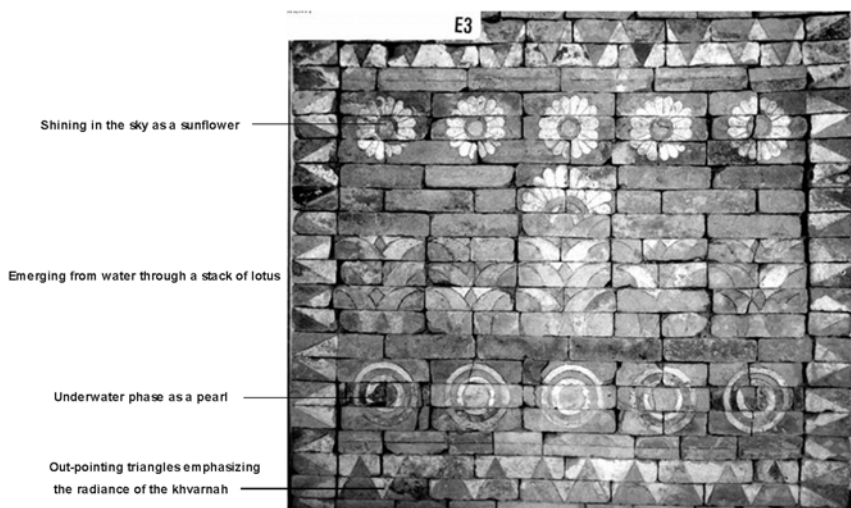 E3
Shining in the sky as a sunflower
Emerging from water through a stack of lotus
Underwater phase as a pearl
Out-pointing triangles emphasizing
the radiance of the khvarnah